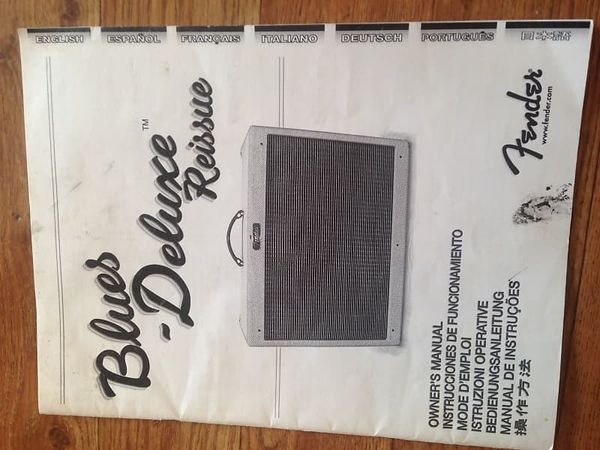 Blues
-Deluxe™
Reissue
ENGLISH
ESPAÑOL
FRANÇAIS
ITALIANO
DEUTSCH
PORTUGUÊS
日本語
Fender
OWNER'S MANUAL
INSTRUCCIONES DE FUNCIONAMIENTO
MODE D'EMPLOI
ISTRUZIONI OPERATIVE
BEDIENUNGSANLEITUNG
MANUAL DE INSTRUÇÕES
操作方法
Fender®
www.fender.com